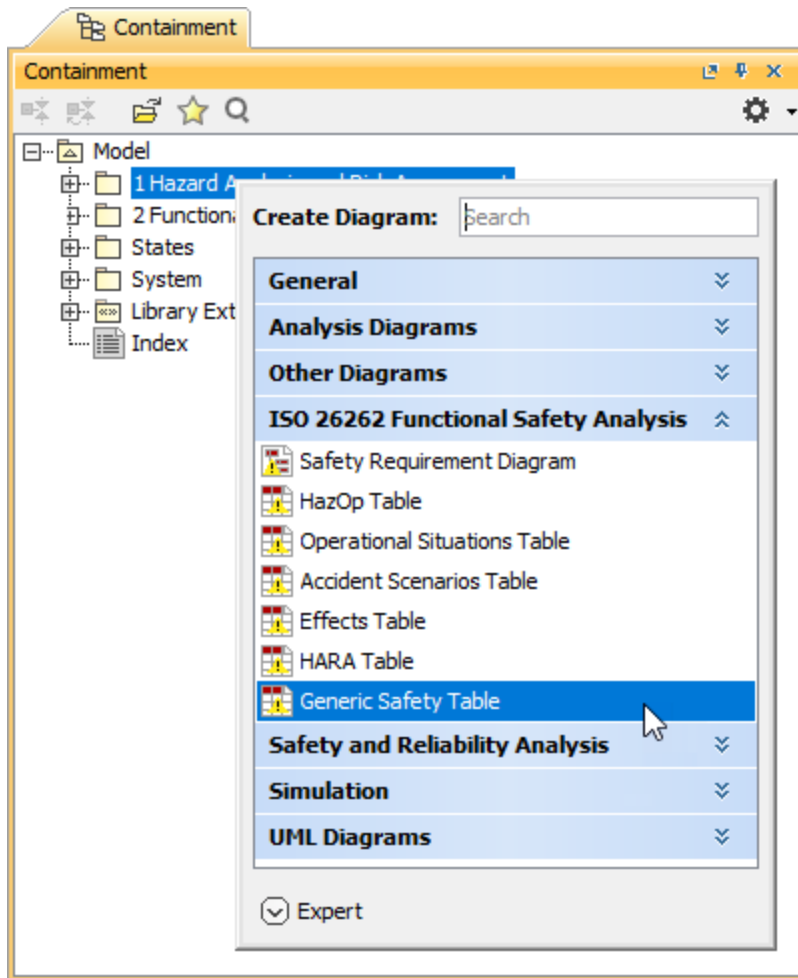 Containment
Containment
Model
1 Hazard
Create Diagram:
Search
2 Function
States
System
Library Ext
Index
General
Analysis Diagrams
Other Diagrams
ISO 26262 Functional Safety Analysis
Safety Requirement Diagram
HazOp Table
Operational Situations Table
Accident Scenarios Table
Effects Table
HARA Table
Generic Safety Table
Safety and Reliability Analysis
Simulation
UML Diagrams
Expert